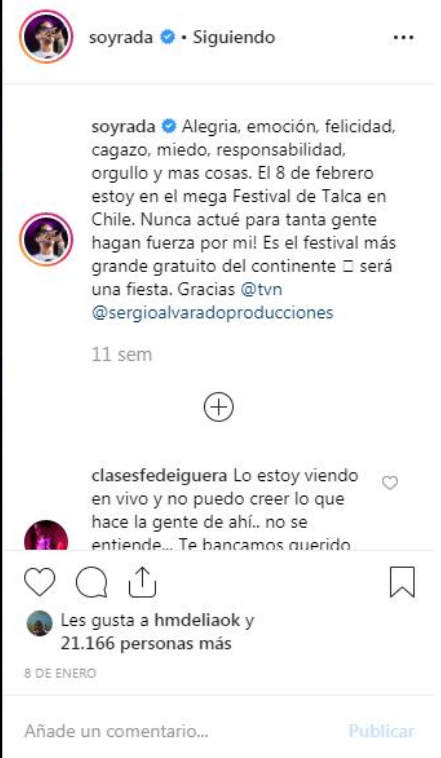 soyrada • Siguiendo
soyrada Alegria, emoción, felicidad,
cagazo, miedo, responsabilidad,
orgullo y mas cosas. El 8 de febrero
estoy en el mega Festival de Talca en
Chile. Nunca actué para tanta gente
hagan fuerza por mi! Es el festival más
grande gratuito del continente será
una fiesta. Gracias @tvn
@sergioalvaradoproducciones
11 sem
clasesfedeiguera Lo estoy viendo
en vivo y no puedo creer lo que
hace la gente de ahí.. no se
entiende... Te bancamos querido
Les gusta a hmdeliaok y
21.166 personas más
8 DE ENERO
Añade un comentario...
Publicar